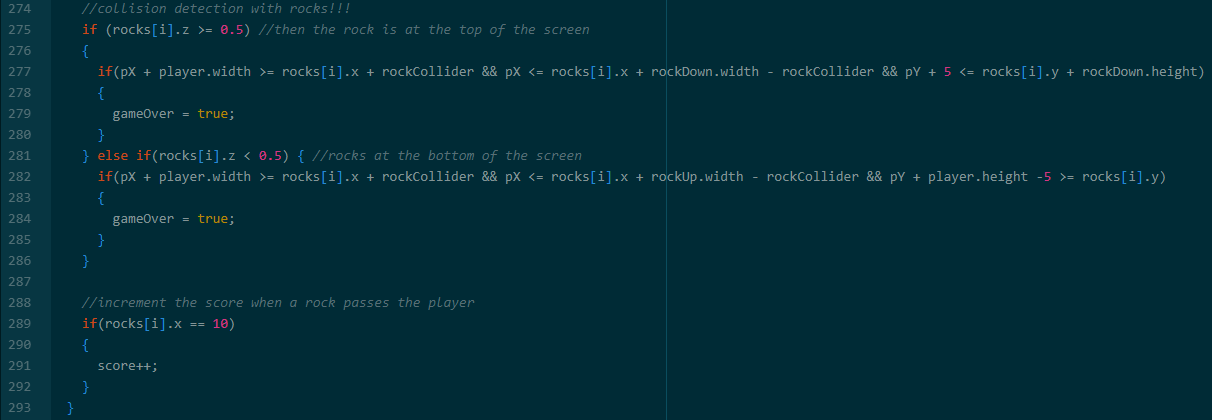 274 //collision detection with rocks!!!
275 if (rocks[i].z >= 0.5) //then the rock is at the top of the screen
276 {
277 if(pX + player.width >= rocks[i].x + rockCollider && pX <= rocks[i].x + rockDown.width - rockCollider && pY + 5 <= rocks[i].y + rockDown.height)
278 {
279 gameOver = true;
280 }
281 } else if(rocks[i].z < 0.5) { //rocks at the bottom of the screen
282 if(pX + player.width >= rocks[i].x + rockCollider && pX <= rocks[i].x + rockUp.width - rockCollider && pY + player.height -5 >= rocks[i].y)
283 {
284 gameOver = true;
285 }
286 }
287
288 //increment the score when a rock passes the player
289 if(rocks[i].x == 10)
290 {
291 score++;
292 }
293 }